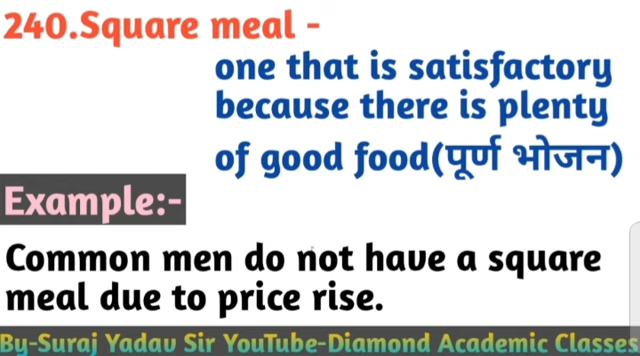 240.Square meal -
one that is satisfactory
because there is plenty
of good food(पूर्ण भोजन)
Example:-
Common men do not have a square
meal due to price rise.
By-Suraj Yadav Sir YouTube-Diamond Academic Classes